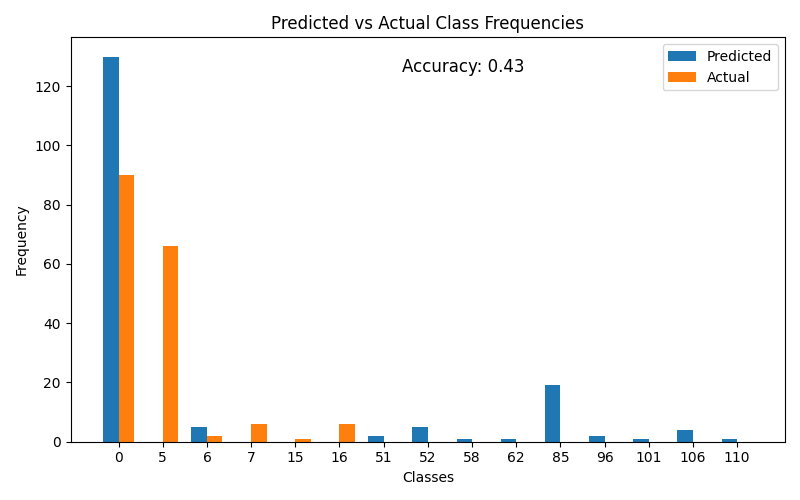 Predicted vs Actual Class Frequencies
Accuracy: 0.43
Predicted
Actual
Frequency
120
100
80
60
40
20
0
0 5 6 7 15 16 51 52 58 62 85 96 101 106 110
Classes